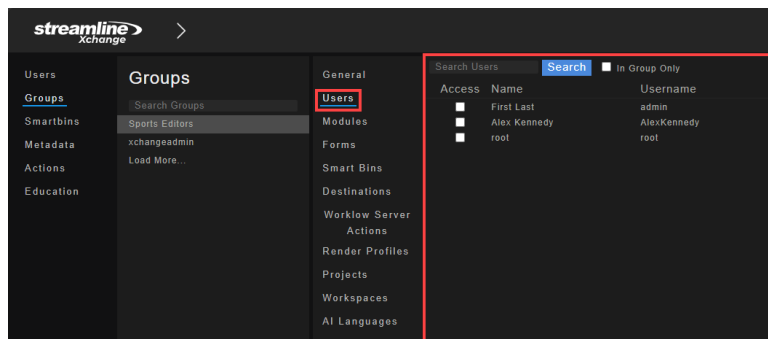 streamline
Xchange
Users
Groups
Smartbins
Metadata
Actions
Education
Groups
Search Groups
Sports Editors
xchangeadmin
Load More...
General
Users
Modules
Forms
Smart Bins
Destinations
Worklow Server
Actions
Render Profiles
Projects
Workspaces
AI Languages
Search Users Search In Group Only
Access Name Username
First Last admin
Alex Kennedy AlexKennedy
root root